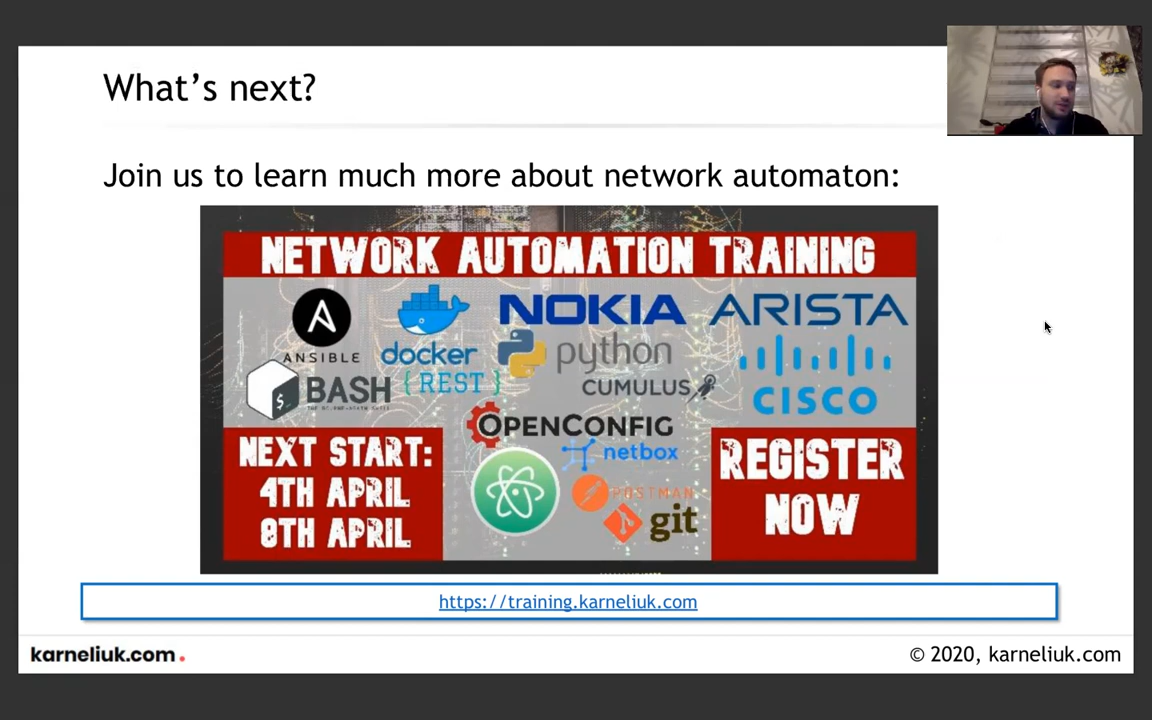 What's next?
Join us to learn much more about network automaton:
NETWORK AUTOMATION TRAINING
ANSIBLE
docker
NOKIA
ARISTA
python
BASH
{ REST }
CUMULUS
CISCO
OPENCONFIG
netbox
NEXT START:
4TH APRIL
8TH APRIL
POSTMAN
git
REGISTER
NOW
https://training.karneliuk.com
karneliuk.com.
© 2020, karneliuk.com